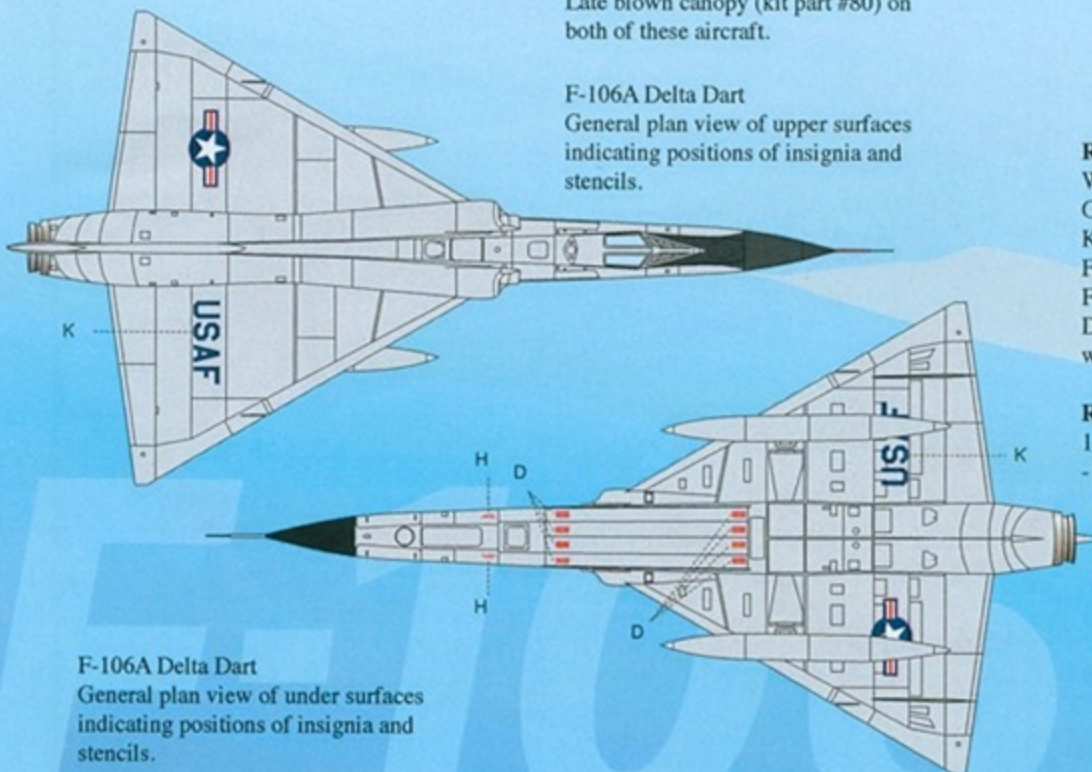 Late blown canopy (kit part #80) on
both of these aircraft.
F-106A Delta Dart
General plan view of upper surfaces
indicating positions of insignia and
stencils.
K
USAF
H
D
USAF
K
H
D
F-106A Delta Dart
General plan view of under surfaces
indicating positions of insignia and
stencils.
F-106